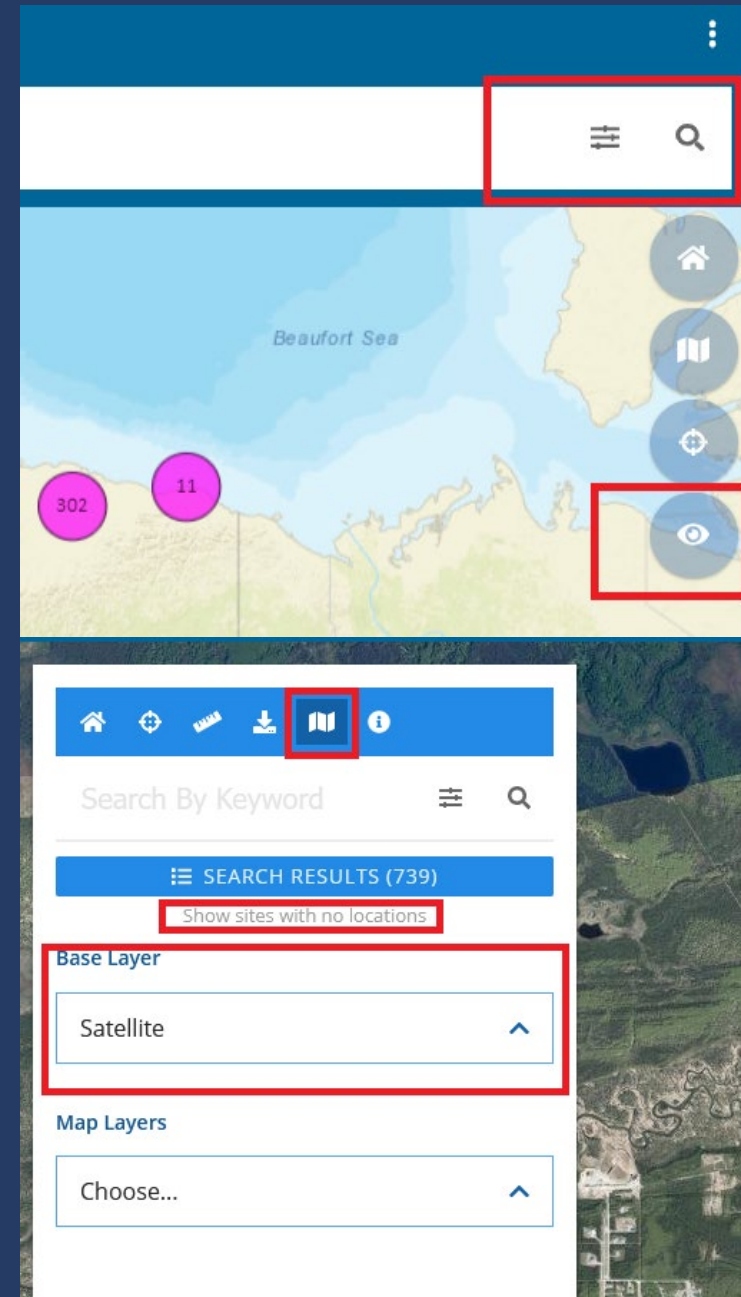 Beaufort Sea
11
302
Search By Keyword
SEARCH RESULTS (739)
Show sites with no locations
Base Layer
Satellite
Map Layers
Choose...